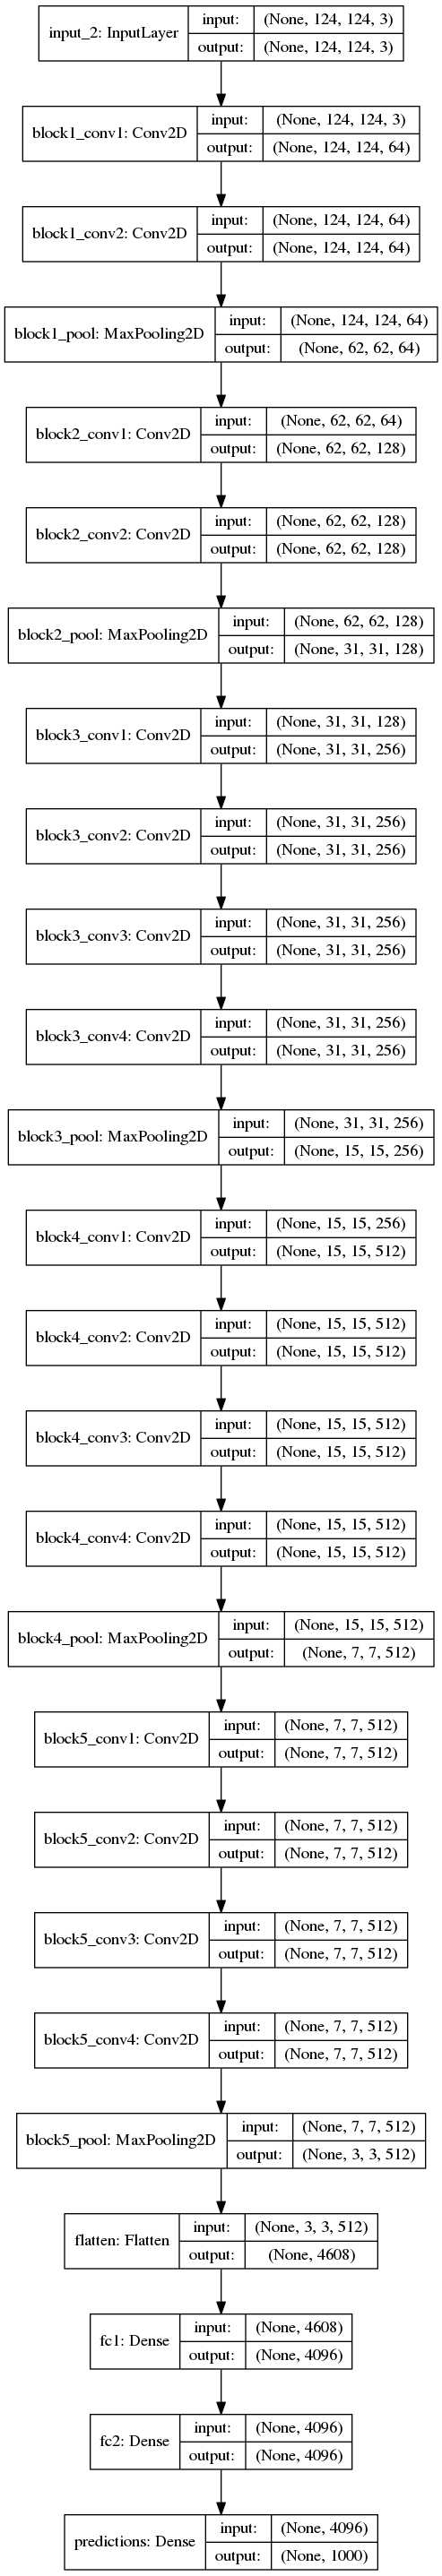 input_2: InputLayer
input: (None, 124, 124, 3)
output: (None, 124, 124, 3)
block1_conv1: Conv2D
input: (None, 124, 124, 3)
output: (None, 124, 124, 64)
block1_conv2: Conv2D
input: (None, 124, 124, 64)
output: (None, 124, 124, 64)
block1_pool: MaxPooling2D
input: (None, 124, 124, 64)
output: (None, 62, 62, 64)
block2_conv1: Conv2D
input: (None, 62, 62, 64)
output: (None, 62, 62, 128)
block2_conv2: Conv2D
input: (None, 62, 62, 128)
output: (None, 62, 62, 128)
block2_pool: MaxPooling2D
input: (None, 62, 62, 128)
output: (None, 31, 31, 128)
block3_conv1: Conv2D
input: (None, 31, 31, 128)
output: (None, 31, 31, 256)
block3_conv2: Conv2D
input: (None, 31, 31, 256)
output: (None, 31, 31, 256)
block3_conv3: Conv2D
input: (None, 31, 31, 256)
output: (None, 31, 31, 256)
block3_conv4: Conv2D
input: (None, 31, 31, 256)
output: (None, 31, 31, 256)
block3_pool: MaxPooling2D
input: (None, 31, 31, 256)
output: (None, 15, 15, 256)
block4_conv1: Conv2D
input: (None, 15, 15, 256)
output: (None, 15, 15, 512)
block4_conv2: Conv2D
input: (None, 15, 15, 512)
output: (None, 15, 15, 512)
block4_conv3: Conv2D
input: (None, 15, 15, 512)
output: (None, 15, 15, 512)
block4_conv4: Conv2D
input: (None, 15, 15, 512)
output: (None, 15, 15, 512)
block4_pool: MaxPooling2D
input: (None, 15, 15, 512)
output: (None, 7, 7, 512)
block5_conv1: Conv2D
input: (None, 7, 7, 512)
output: (None, 7, 7, 512)
block5_conv2: Conv2D
input: (None, 7, 7, 512)
output: (None, 7, 7, 512)
block5_conv3: Conv2D
input: (None, 7, 7, 512)
output: (None, 7, 7, 512)
block5_conv4: Conv2D
input: (None, 7, 7, 512)
output: (None, 7, 7, 512)
block5_pool: MaxPooling2D
input: (None, 7, 7, 512)
output: (None, 3, 3, 512)
flatten: Flatten
input: (None, 3, 3, 512)
output: (None, 4608)
fc1: Dense
input: (None, 4608)
output: (None, 4096)
fc2: Dense
input: (None, 4096)
output: (None, 4096)
predictions: Dense
input: (None, 4096)
output: (None, 1000)